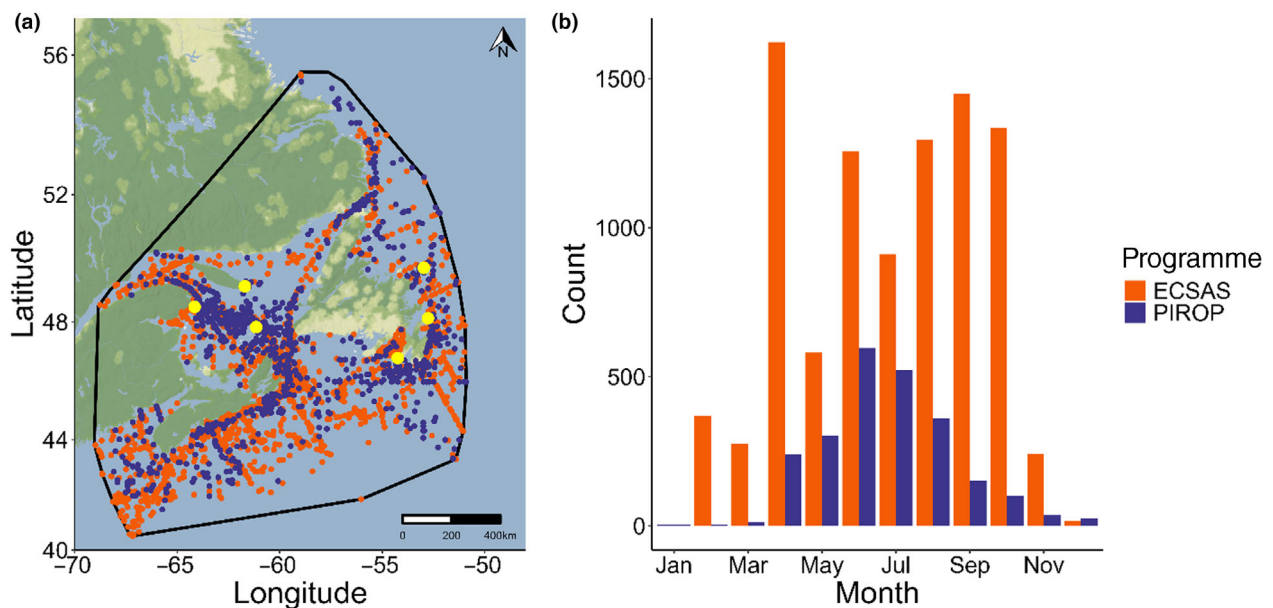 (a)
N
56
52
48
44
40
Latitude
−70
−65
−60
−55
−50
Longitude
0 200 400km
(b)
1500
1000
500
0
Count
Jan
Mar
May
Jul
Sep
Nov
Month
Programme
ECSAS
PIROP